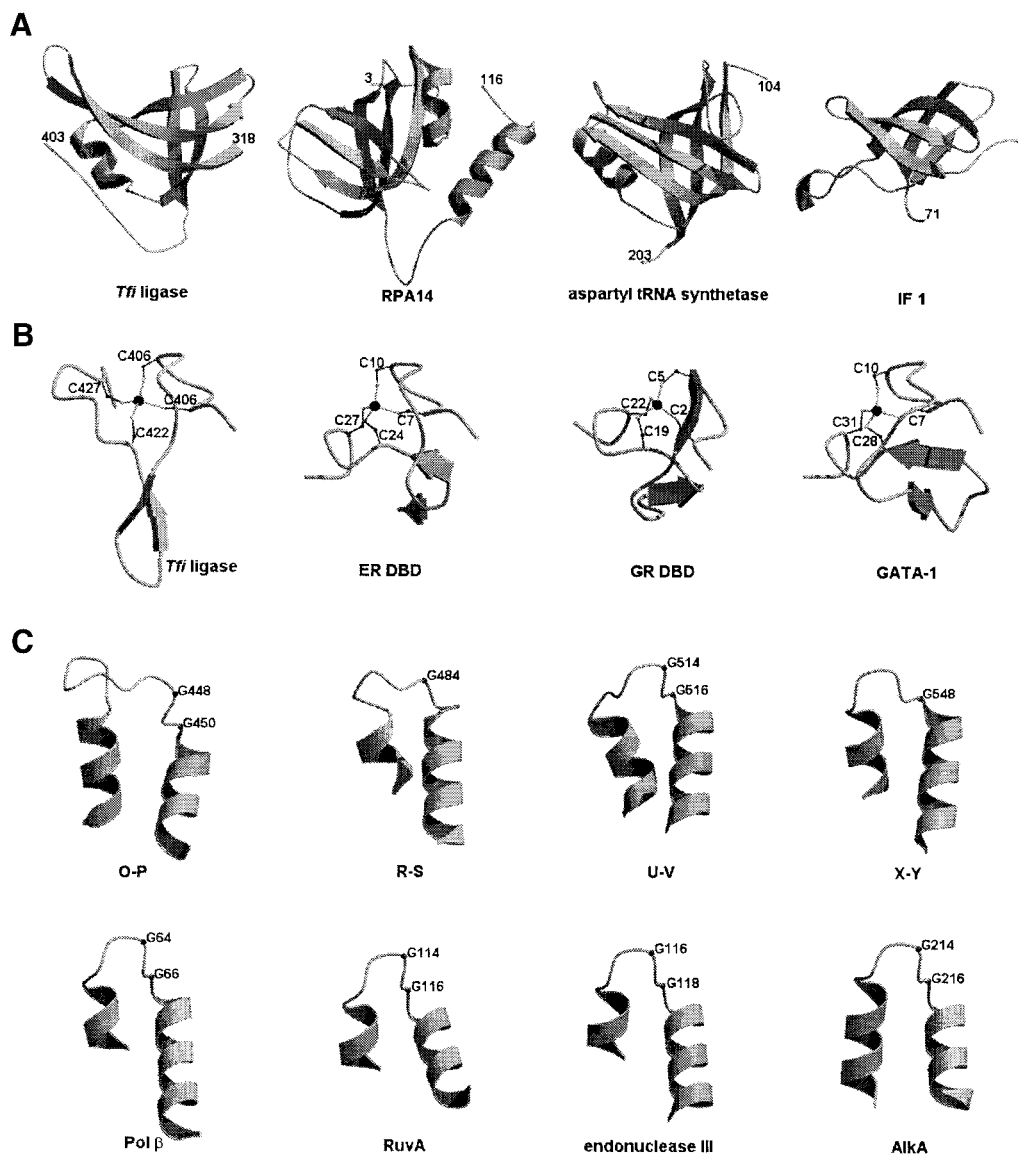 A
403
318
3
116
104
203
71
Tfi ligase
RPA14
aspartyl tRNA synthetase
IF 1
B
C406
C427
C406
C422
C10
C27
C7
C24
C5
C22
C2
C19
C10
C31
C7
C28
Tfi ligase
ER DBD
GR DBD
GATA-1
C
G448
G450
G484
G514
G516
G548
O-P
R-S
U-V
X-Y
G64
G66
G114
G116
G116
G118
G214
G216
Pol β
RuvA
endonuclease III
AlkA